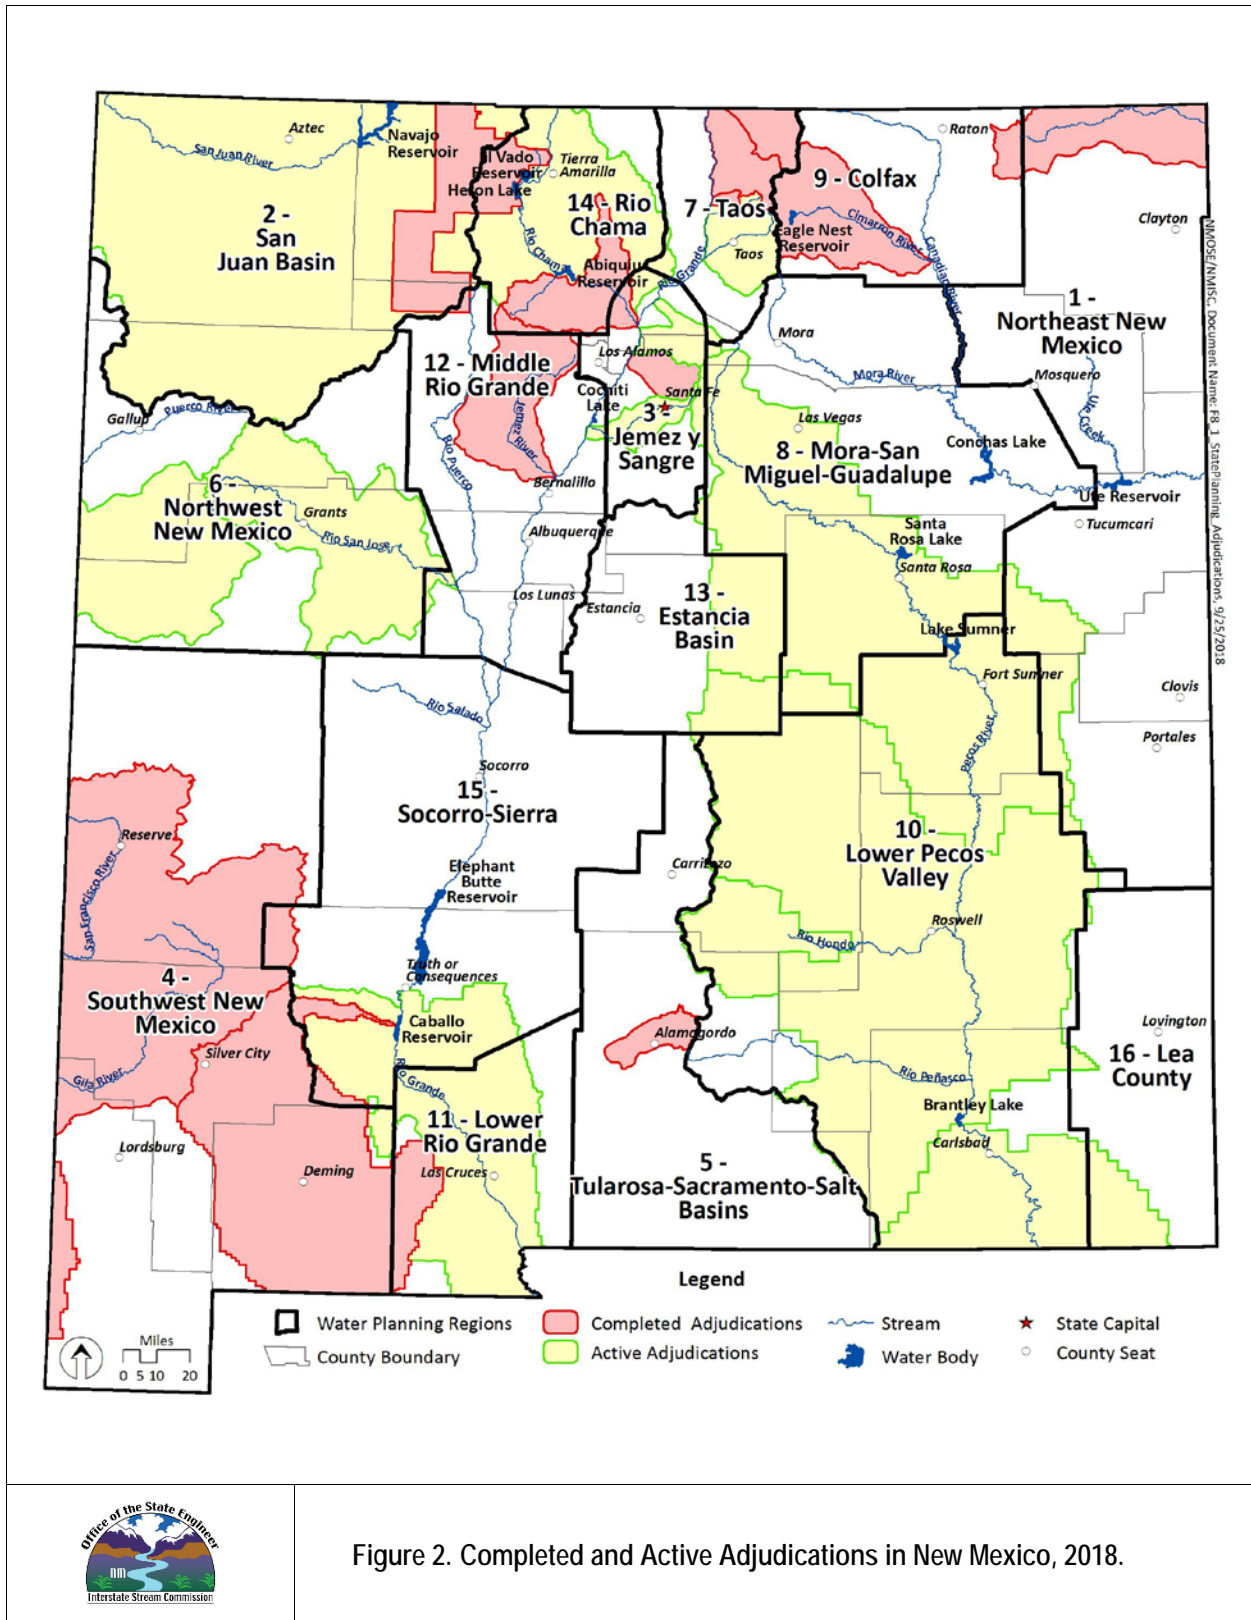 Aztec
San Juan River
Navajo
Reservoir
El Vado
Reservoir
Heron Lake
Tierra
Amarilla
2 -
San
Juan Basin
14 - Rio
Chama
Rio Chama
Abiquiu
Reservoir
7 - Taos
Taos
Rio Grande
9 - Colfax
Raton
Eagle Nest
Reservoir
Cimarron River
Canadian River
Clayton
1 -
Northeast New
Mexico
Mosquero
Ute Creek
NMOSE/NMISC, Document Name: F8_1_StatePlanning_Adjudications, 9/25/2018
12 - Middle
Rio Grande
Los Alamos
Cochiti
Lake
Santa Fe
3 -
Jemez y
Sangre
Jemez River
Rio Puerco
Bernalillo
Mora
Mora River
Las Vegas
Conchas Lake
8 - Mora-San
Miguel-Guadalupe
Ute Reservoir
Tucumcari
Gallup
Puerco River
6 -
Northwest
New Mexico
Grants
Rio San Jose
Albuquerque
Los Lunas
Estancia
13 -
Estancia
Basin
Santa
Rosa Lake
Santa Rosa
Lake Sumner
Fort Sumner
Clovis
Portales
Rio Salado
Socorro
15 -
Socorro-Sierra
Pecos River
10 -
Lower Pecos
Valley
Carrizozo
Reserve
San Francisco River
Elephant
Butte
Reservoir
Truth or
Consequences
Rio Hondo
Roswell
4 -
Southwest New
Mexico
Silver City
Gila River
Caballo
Reservoir
Rio Grande
Alamogordo
Rio Peñasco
Lovington
16 - Lea
County
Brantley Lake
Carlsbad
11 - Lower
Rio Grande
Las Cruces
Lordsburg
Deming
5 -
Tularosa-Sacramento-Salt
Basins
Legend
Water Planning Regions
County Boundary
Completed Adjudications
Active Adjudications
Stream
Water Body
State Capital
County Seat
Miles
0 5 10 20
Office of the State Engineer
nm
Interstate Stream Commission
Figure 2. Completed and Active Adjudications in New Mexico, 2018.